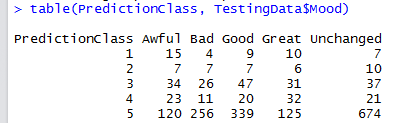 > table(PredictionClass, TestingData$Mood)
PredictionClass Awful Bad Good Great Unchanged
1 15 4 9 10 7
2 7 7 7 6 10
3 34 26 47 31 37
4 23 11 20 32 21
5 120 256 339 125 674